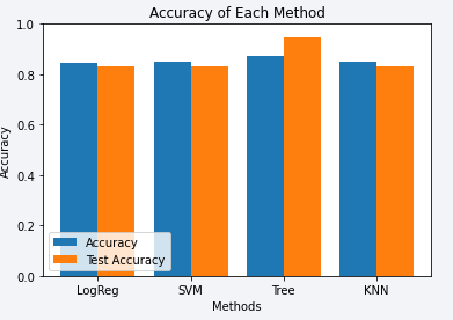 Accuracy of Each Method
1.0
0.8
0.6
0.4
0.2
0.0
Accuracy
Accuracy
Test Accuracy
LogReg SVM Tree KNN
Methods